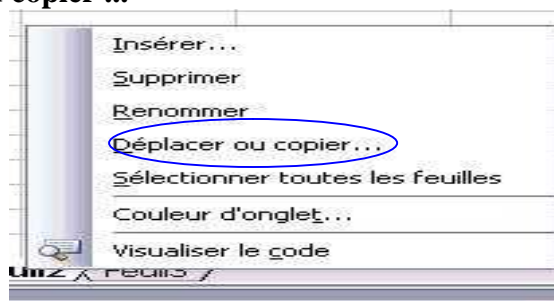 copier ...
Insérer...
Supprimer
Renommer
Déplacer ou copier...
Sélectionner toutes les feuilles
Couleur d'onglet...
Visualiser le code